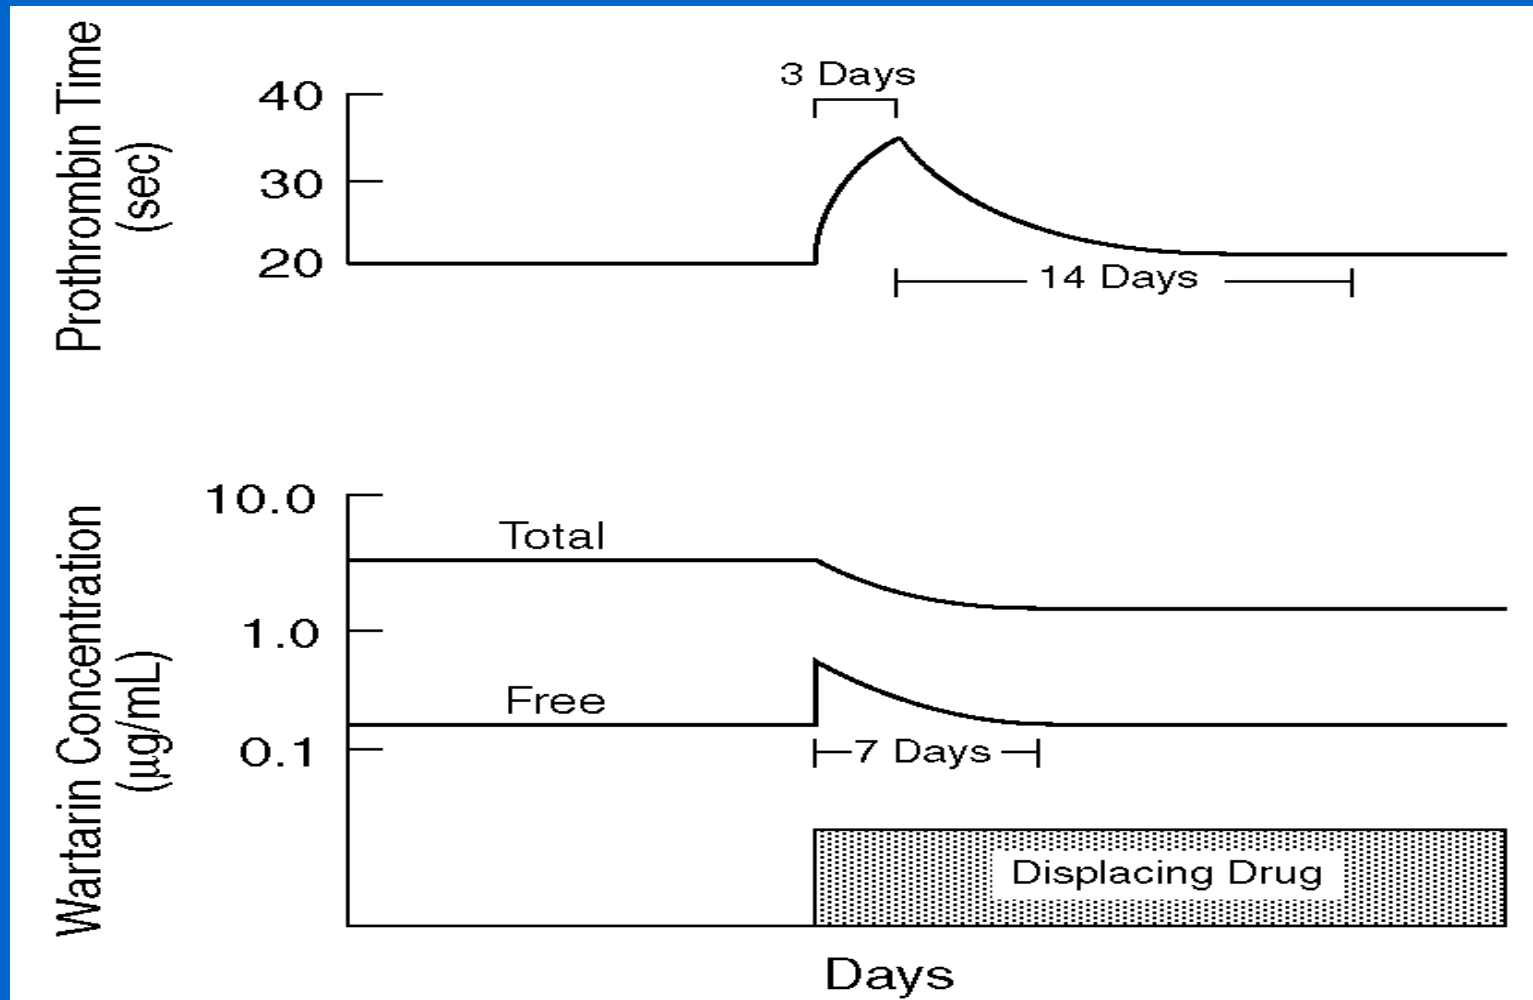 Prothrombin Time
(sec)
40
30
20
3 Days
14 Days
Wartarin Concentration
(µg/mL)
10.0
1.0
0.1
Total
Free
7 Days
Displacing Drug
Days